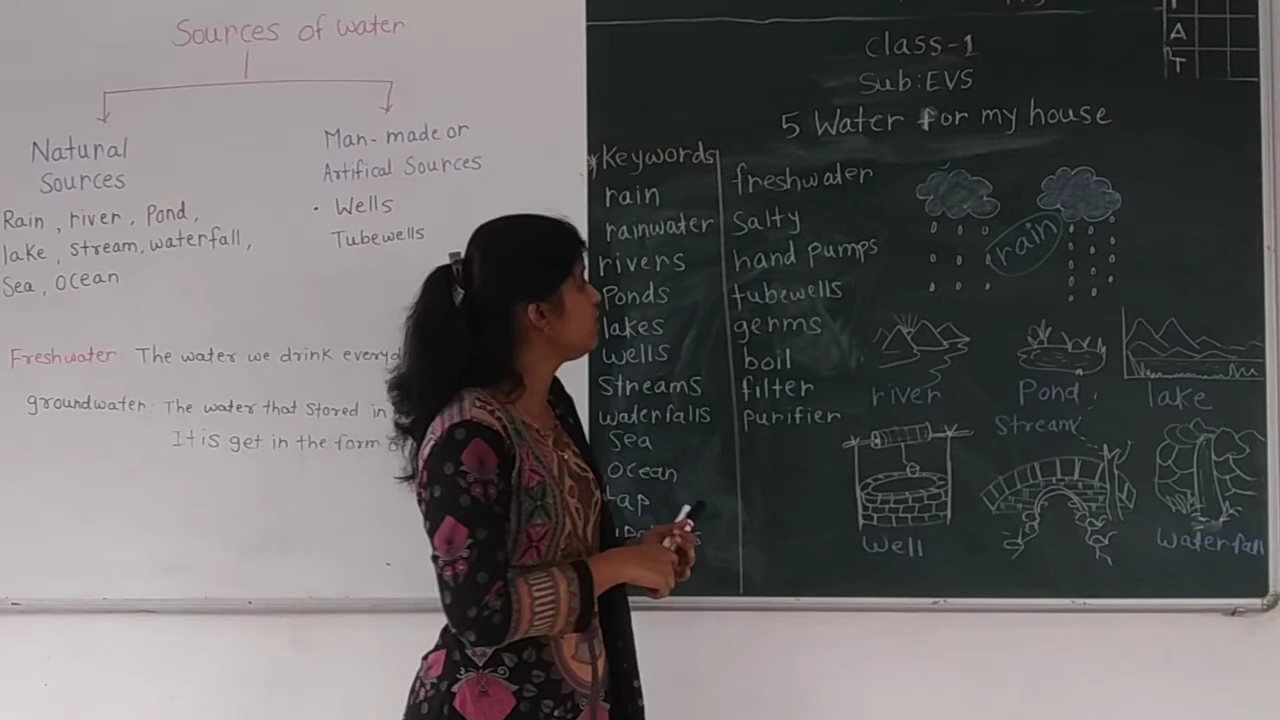 Sources of water
Natural
Sources
Rain, river, Pond,
lake, stream, waterfall,
Sea, Ocean
Man-made or
Artifical Sources
• Wells
Tubewells
Freshwater: The water we drink
groundwater: The water that stored in
It is get in the form
Class-1
Sub: EVS
5 Water for my house
*Keywords
rain
rainwater
rivers
Ponds
lakes
wells
Streams
waterfalls
Sea
Ocean
tap
freshwater
Salty
hand pumps
tubewells
germs
boil
filter
purifier
rain
river
Pond
lake
Stream
well
Waterfall
A
T